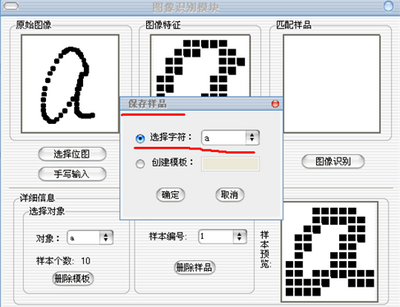 图像识别模块
原始图像
图像特征
匹配样品
保存样品
选择字符：
a
创建模板：
确定
取消
选择位图
手写输入
图像识别
详细信息
选择对象
对象：
a
样本个数: 10
删除模板
样本编号:
1
删除样品
样本预览: